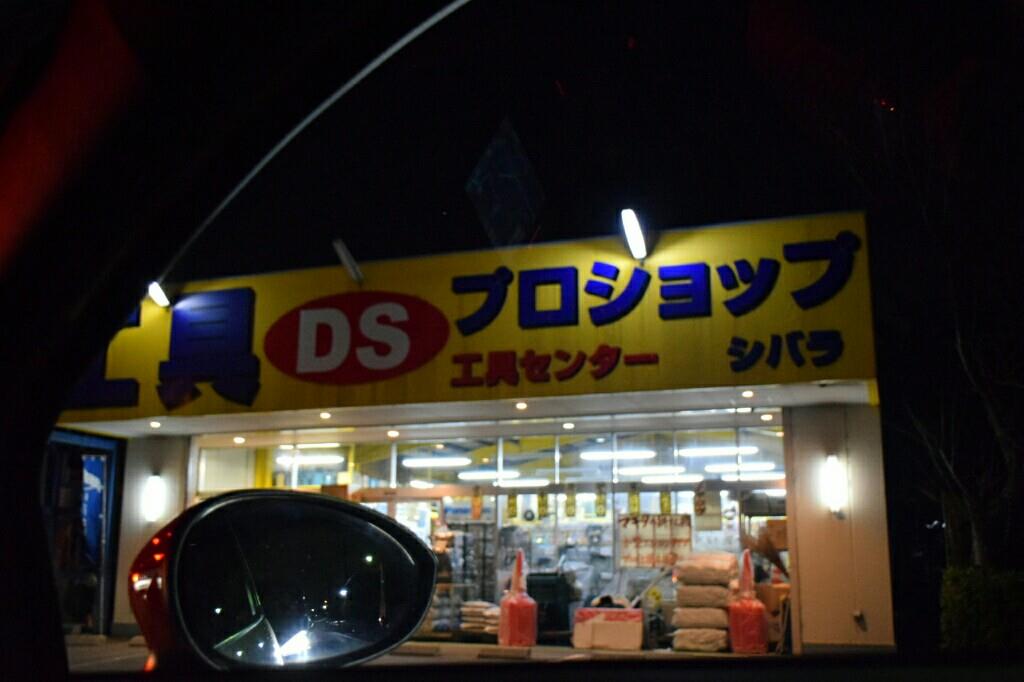 工具
DS
プロショップ
工具センター
シバラ